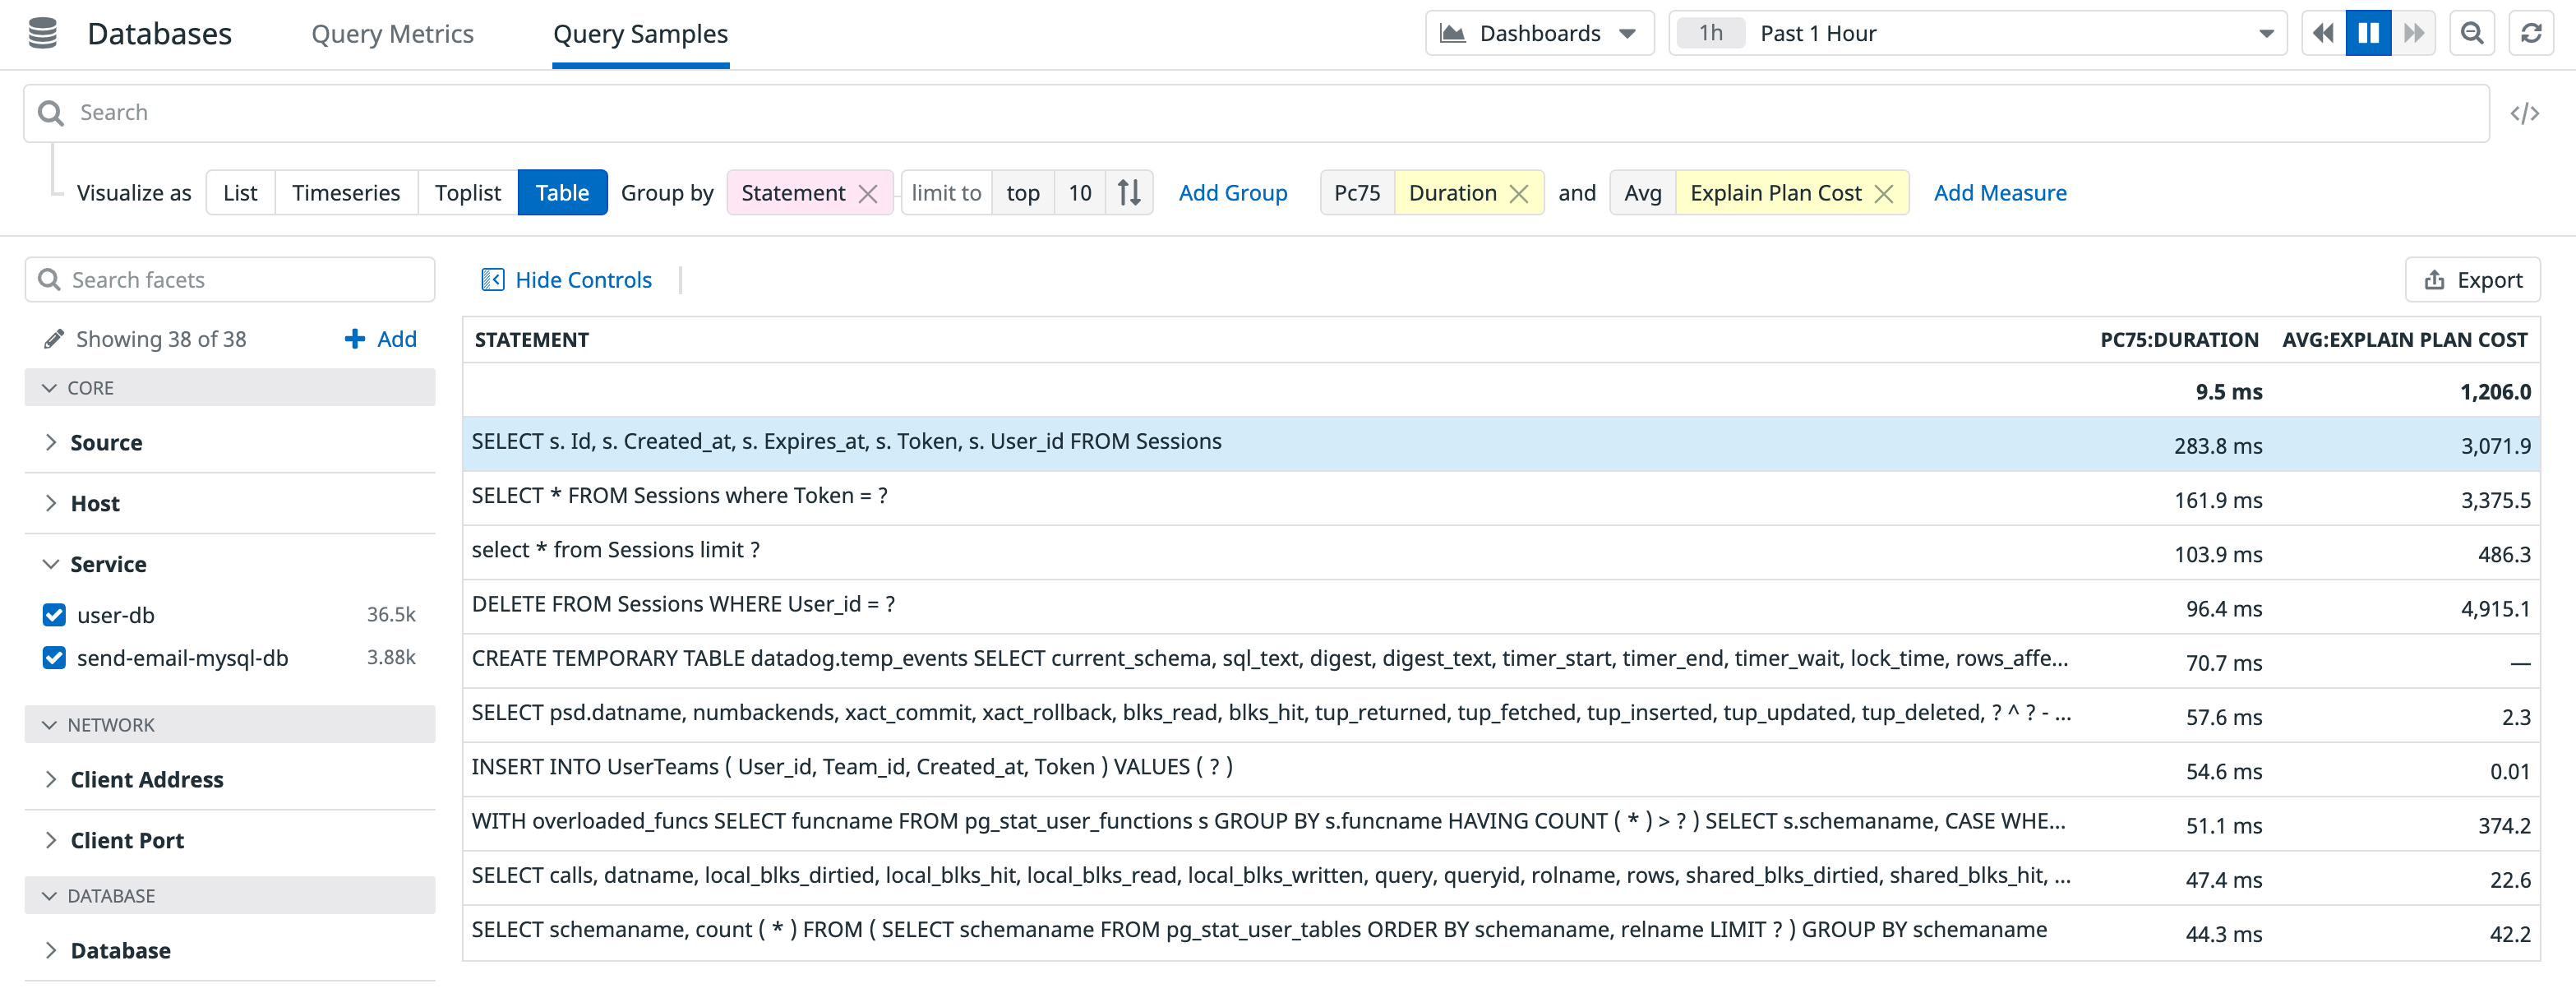 Databases Query Metrics Query Samples Dashboards 1h Past 1 Hour
Search </>
Visualize as List Timeseries Toplist Table Group by Statement limit to top 10 Add Group Pc75 Duration and Avg Explain Plan Cost Add Measure
Search facets
Showing 38 of 38 Add
CORE
Source
Host
Service
user-db 36.5k
send-email-mysql-db 3.88k
NETWORK
Client Address
Client Port
DATABASE
Database
Hide Controls Export
STATEMENT PC75:DURATION AVG:EXPLAIN PLAN COST
9.5 ms 1,206.0
SELECT s. Id, s. Created_at, s. Expires_at, s. Token, s. User_id FROM Sessions 283.8 ms 3,071.9
SELECT * FROM Sessions where Token = ? 161.9 ms 3,375.5
select * from Sessions limit ? 103.9 ms 486.3
DELETE FROM Sessions WHERE User_id = ? 96.4 ms 4,915.1
CREATE TEMPORARY TABLE datadog.temp_events SELECT current_schema, sql_text, digest, digest_text, timer_start, timer_end, timer_wait, lock_time, rows_affe... 70.7 ms —
SELECT psd.datname, numbackends, xact_commit, xact_rollback, blks_read, blks_hit, tup_returned, tup_fetched, tup_inserted, tup_updated, tup_deleted, ? ^ ? - ... 57.6 ms 2.3
INSERT INTO UserTeams ( User_id, Team_id, Created_at, Token ) VALUES ( ? ) 54.6 ms 0.01
WITH overloaded_funcs SELECT funcname FROM pg_stat_user_functions s GROUP BY s.funcname HAVING COUNT ( * ) > ? ) SELECT s.schemaname, CASE WHE... 51.1 ms 374.2
SELECT calls, datname, local_blks_dirtied, local_blks_hit, local_blks_read, local_blks_written, query, queryid, rolname, rows, shared_blks_dirtied, shared_blks_hit, ... 47.4 ms 22.6
SELECT schemaname, count ( * ) FROM ( SELECT schemaname FROM pg_stat_user_tables ORDER BY schemaname, relname LIMIT ? ) GROUP BY schemaname 44.3 ms 42.2